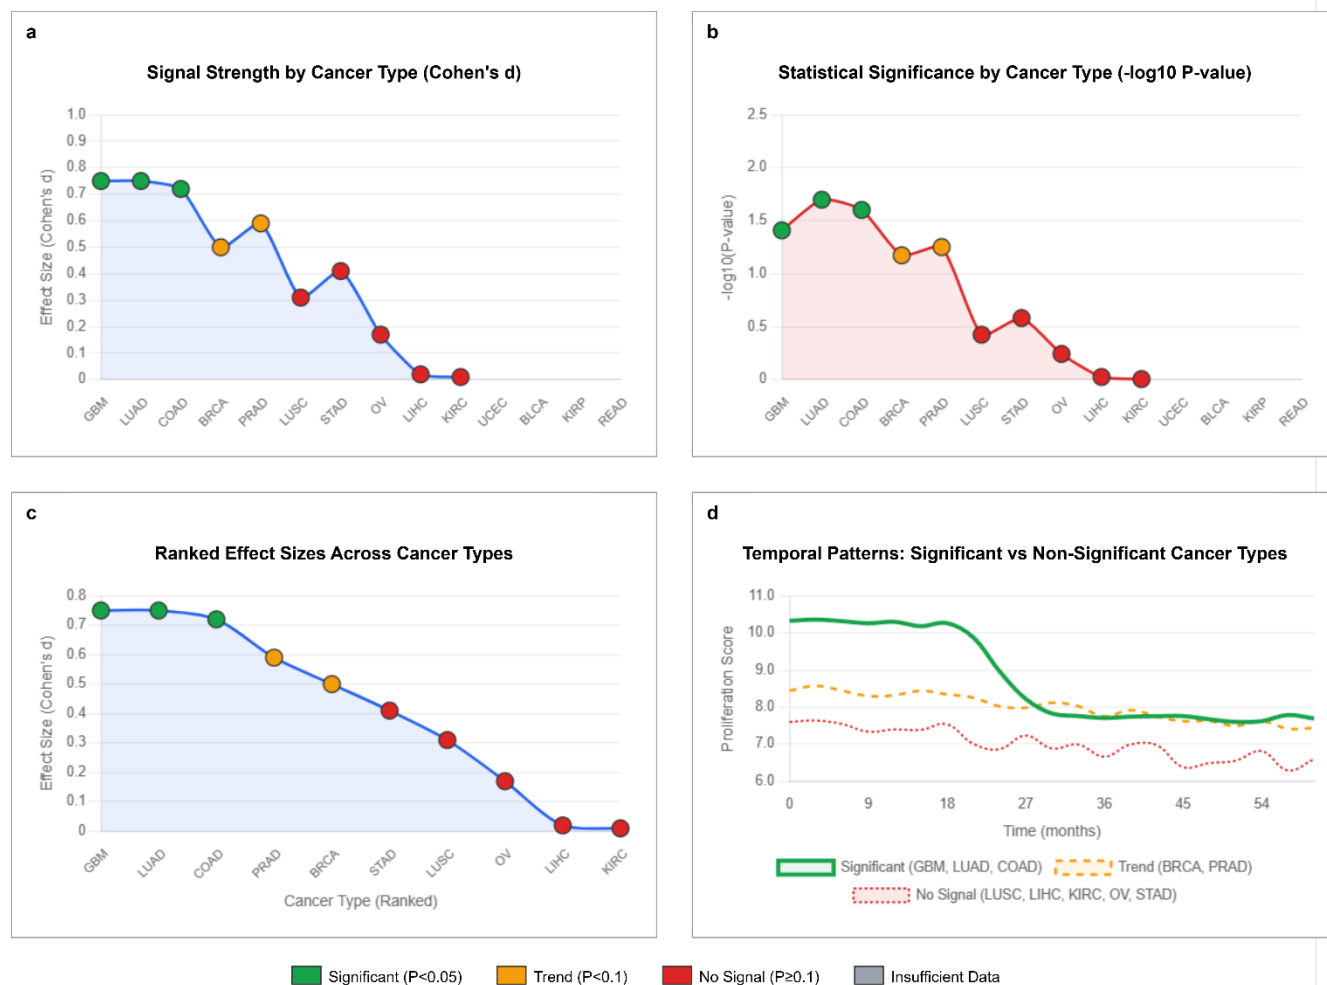 a
Signal Strength by Cancer Type (Cohen's d)
Effect Size (Cohen's d)
1.0
0.9
0.8
0.7
0.6
0.5
0.4
0.3
0.2
0.1
0
GBM LUAD COAD BRCA PRAD LUSC STAD OV LIHC KIRC UCEC BLCA KIRP READ
b
Statistical Significance by Cancer Type (-log10 P-value)
-log10(P-value)
2.5
2.0
1.5
1.0
0.5
0
GBM LUAD COAD BRCA PRAD LUSC STAD OV LIHC KIRC UCEC BLCA KIRP READ
c
Ranked Effect Sizes Across Cancer Types
Effect Size (Cohen's d)
0.8
0.7
0.6
0.5
0.4
0.3
0.2
0.1
0
GBM LUAD COAD PRAD BRCA STAD LUSC OV LIHC KIRC
Cancer Type (Ranked)
d
Temporal Patterns: Significant vs Non-Significant Cancer Types
Proliferation Score
11.0
10.0
9.0
8.0
7.0
6.0
0 9 18 27 36 45 54
Time (months)
Significant (GBM, LUAD, COAD) Trend (BRCA, PRAD)
No Signal (LUSC, LIHC, KIRC, OV, STAD)
Significant (P<0.05) Trend (P<0.1) No Signal (P≥0.1) Insufficient Data